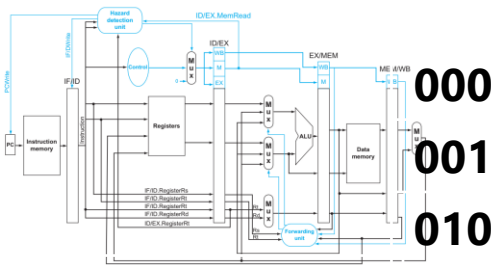 Hazard detection unit
ID/EX.MemRead
IF/IDWrite
PCWrite
ID/EX
EX/MEM
MEM/WB
IF/ID
Control
Mux
0
WB
M
EX
WB
M
WB
000
001
010
PC
Instruction memory
Instruction
Registers
Mux
Mux
ALU
Data memory
Mux
IF/ID.RegisterRs
IF/ID.RegisterRt
IF/ID.RegisterRt
IF/ID.RegisterRd
ID/EX.RegisterRt
Rt
Rd
Mux
Rs
Rt
Forwarding unit